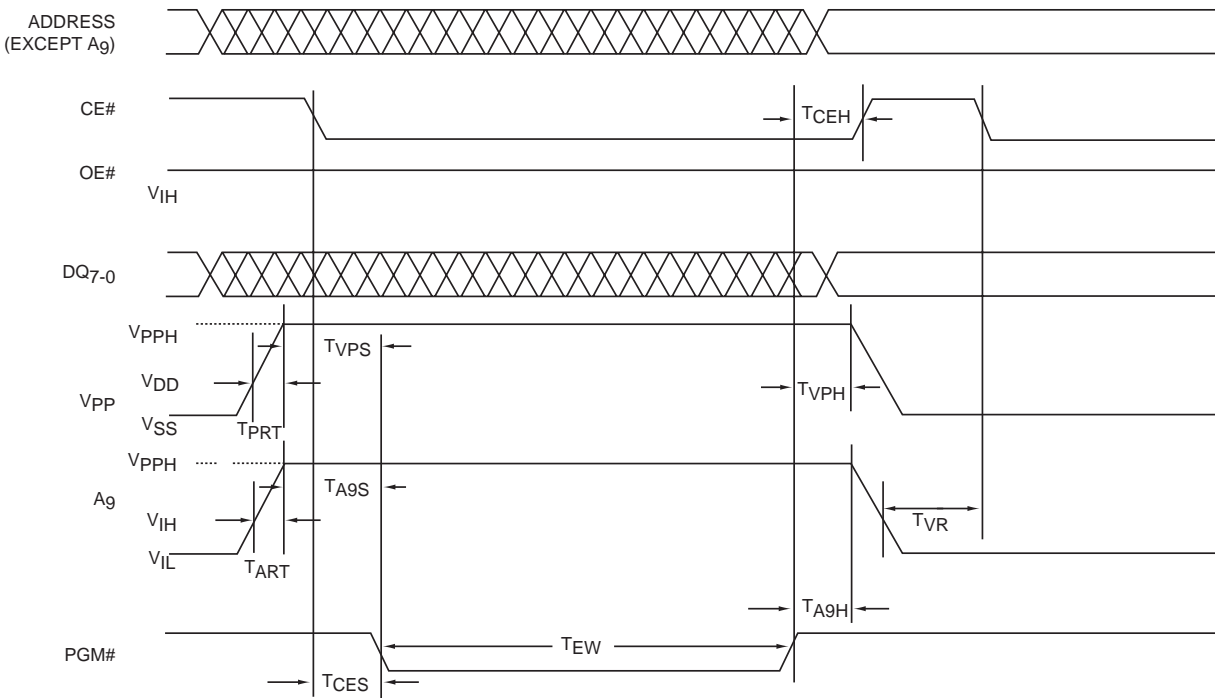 ADDRESS
(EXCEPT A9)
CE#
TCEH
OE#
VIH
DQ7-0
VPPH
TVPS
VDD
TVPH
VPP
VSS
TPRT
VPPH
A9
TA9S
VIH
TVR
VIL
TART
TA9H
PGM#
TEW
TCES